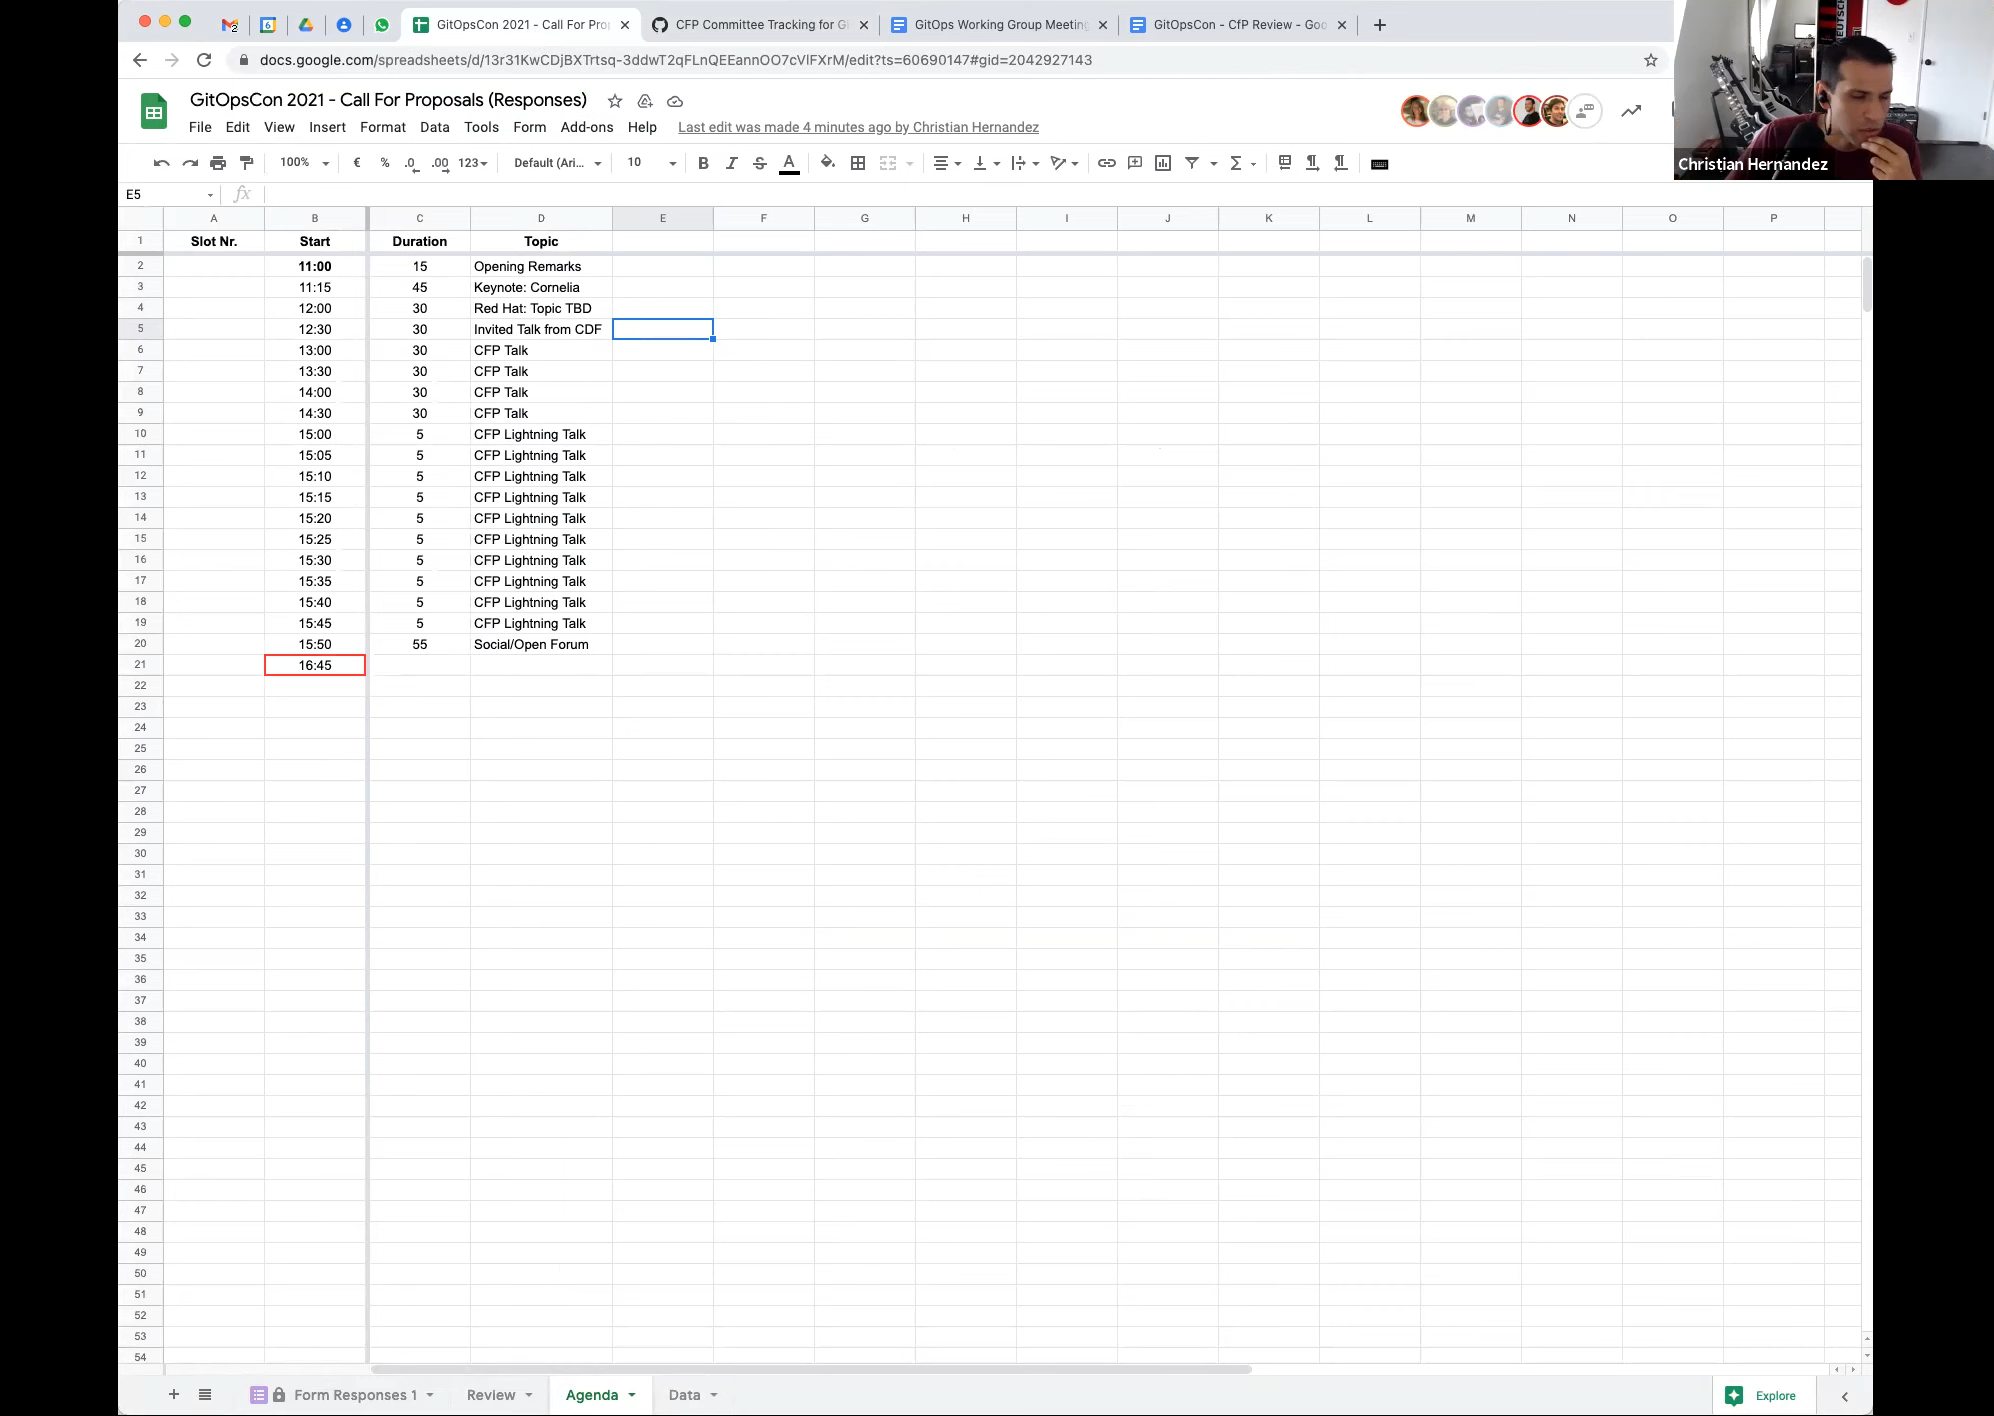 GitOpsCon 2021 - Call For Prop
CFP Committee Tracking for G
GitOps Working Group Meeting
GitOpsCon - CfP Review - Goo
docs.google.com/spreadsheets/d/13r31KwCDjBXTrtsq-3ddwT2qFLnQEEannOO7cVlFXrM/edit?ts=60690147#gid=2042927143
GitOpsCon 2021 - Call For Proposals (Responses)
File Edit View Insert Format Data Tools Form Add-ons Help Last edit was made 4 minutes ago by Christian Hernandez
Christian Hernandez
100% € % .0 .00 123 Default (Ari... 10 B I S A
E5 fx
A B C D E F G H I J K L M N O P
1 Slot Nr. Start Duration Topic
2 11:00 15 Opening Remarks
3 11:15 45 Keynote: Cornelia
4 12:00 30 Red Hat: Topic TBD
5 12:30 30 Invited Talk from CDF
6 13:00 30 CFP Talk
7 13:30 30 CFP Talk
8 14:00 30 CFP Talk
9 14:30 30 CFP Talk
10 15:00 5 CFP Lightning Talk
11 15:05 5 CFP Lightning Talk
12 15:10 5 CFP Lightning Talk
13 15:15 5 CFP Lightning Talk
14 15:20 5 CFP Lightning Talk
15 15:25 5 CFP Lightning Talk
16 15:30 5 CFP Lightning Talk
17 15:35 5 CFP Lightning Talk
18 15:40 5 CFP Lightning Talk
19 15:45 5 CFP Lightning Talk
20 15:50 55 Social/Open Forum
21 16:45
22
23
24
25
26
27
28
29
30
31
32
33
34
35
36
37
38
39
40
41
42
43
44
45
46
47
48
49
50
51
52
53
54
Form Responses 1 Review Agenda Data Explore